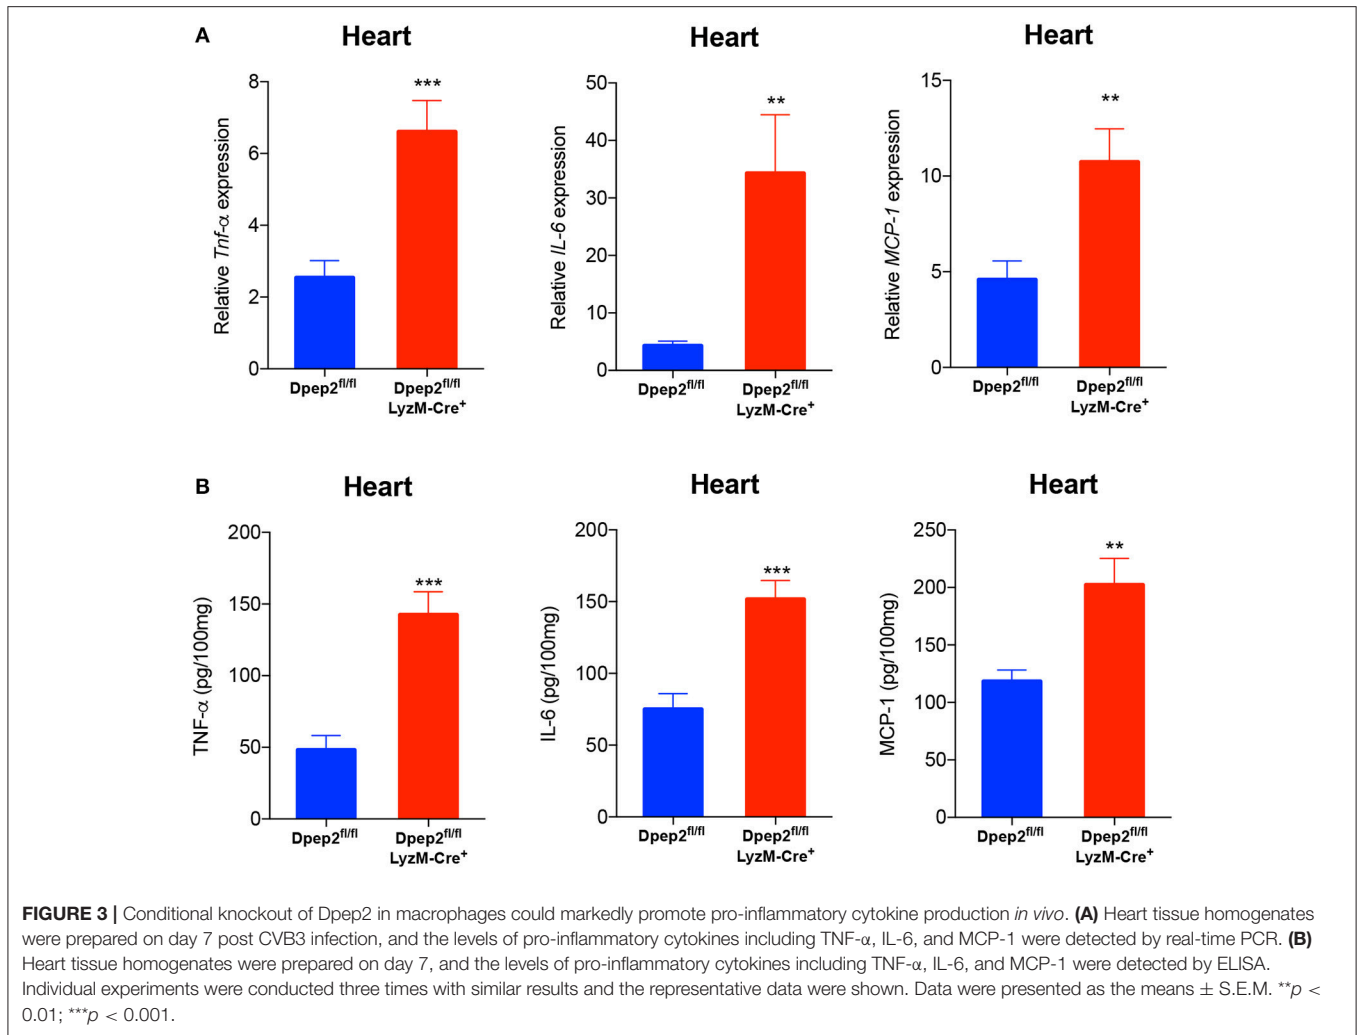 A
Heart
Relative Tnf-α expression
8
6
4
2
0
***
Dpep2fl/fl
Dpep2fl/fl
LyzM-Cre+
Heart
Relative IL-6 expression
50
40
30
20
10
0
**
Dpep2fl/fl
Dpep2fl/fl
LyzM-Cre+
Heart
Relative MCP-1 expression
15
10
5
0
**
Dpep2fl/fl
Dpep2fl/fl
LyzM-Cre+
B
Heart
TNF-α (pg/100mg)
200
150
100
50
0
***
Dpep2fl/fl
Dpep2fl/fl
LyzM-Cre+
Heart
IL-6 (pg/100mg)
200
150
100
50
0
***
Dpep2fl/fl
Dpep2fl/fl
LyzM-Cre+
Heart
MCP-1 (pg/100mg)
250
200
150
100
50
0
**
Dpep2fl/fl
Dpep2fl/fl
LyzM-Cre+
FIGURE 3 | Conditional knockout of Dpep2 in macrophages could markedly promote pro-inflammatory cytokine production in vivo. (A) Heart tissue homogenates
were prepared on day 7 post CVB3 infection, and the levels of pro-inflammatory cytokines including TNF-α, IL-6, and MCP-1 were detected by real-time PCR. (B)
Heart tissue homogenates were prepared on day 7, and the levels of pro-inflammatory cytokines including TNF-α, IL-6, and MCP-1 were detected by ELISA.
Individual experiments were conducted three times with similar results and the representative data were shown. Data were presented as the means ± S.E.M. **p <
0.01; ***p < 0.001.